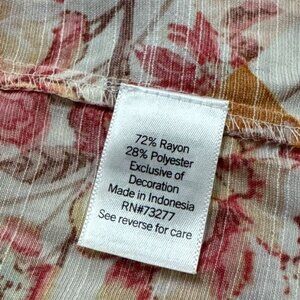 72% Rayon
28% Polyester
Exclusive of
Decoration
Made in Indonesia
RN#73277
See reverse for care